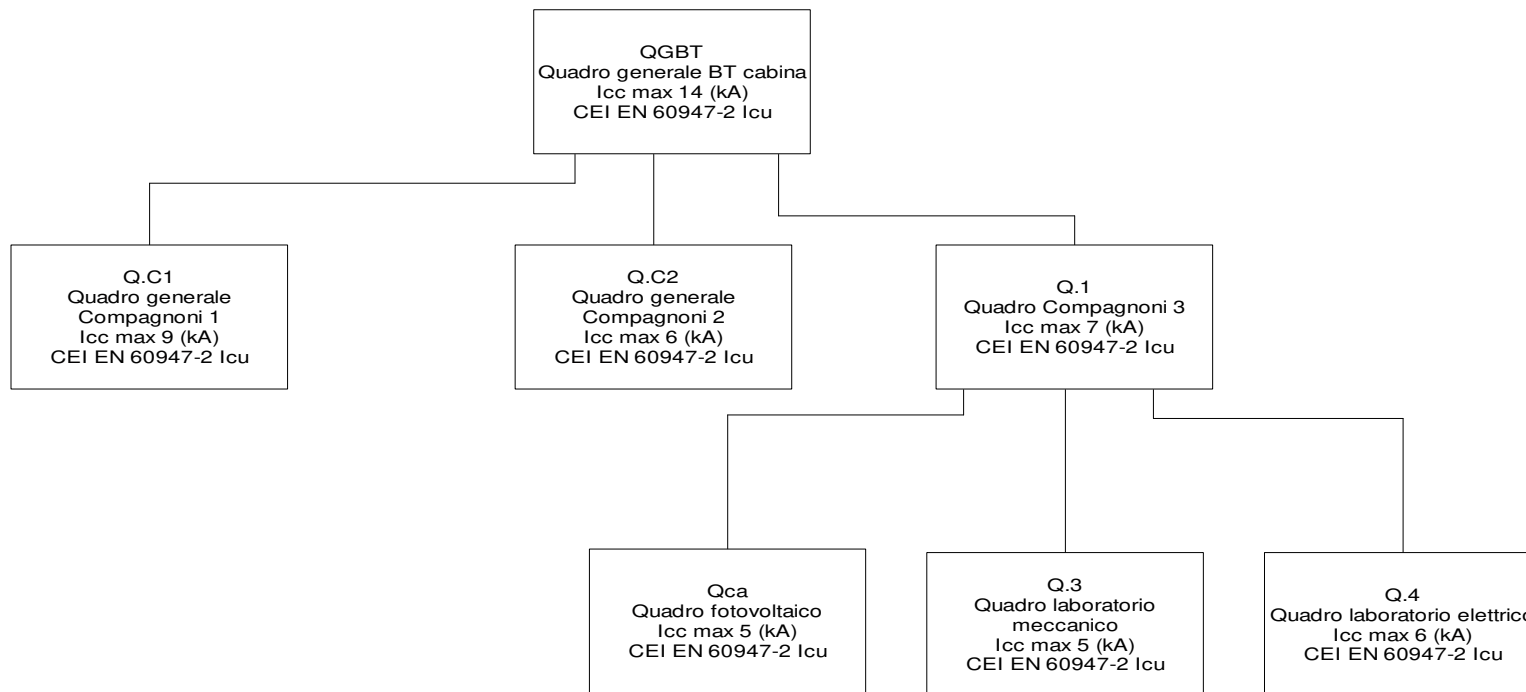 QGBT
Quadro generale BT cabina
Icc max 14 (kA)
CEI EN 60947-2 Icu
Q.C1
Quadro generale
Compagnoni 1
Icc max 9 (kA)
CEI EN 60947-2 Icu
Q.C2
Quadro generale
Compagnoni 2
Icc max 6 (kA)
CEI EN 60947-2 Icu
Q.1
Quadro Compagnoni 3
Icc max 7 (kA)
CEI EN 60947-2 Icu
Qca
Quadro fotovoltaico
Icc max 5 (kA)
CEI EN 60947-2 Icu
Q.3
Quadro laboratorio
meccanico
Icc max 5 (kA)
CEI EN 60947-2 Icu
Q.4
Quadro laboratorio elettrico
Icc max 6 (kA)
CEI EN 60947-2 Icu